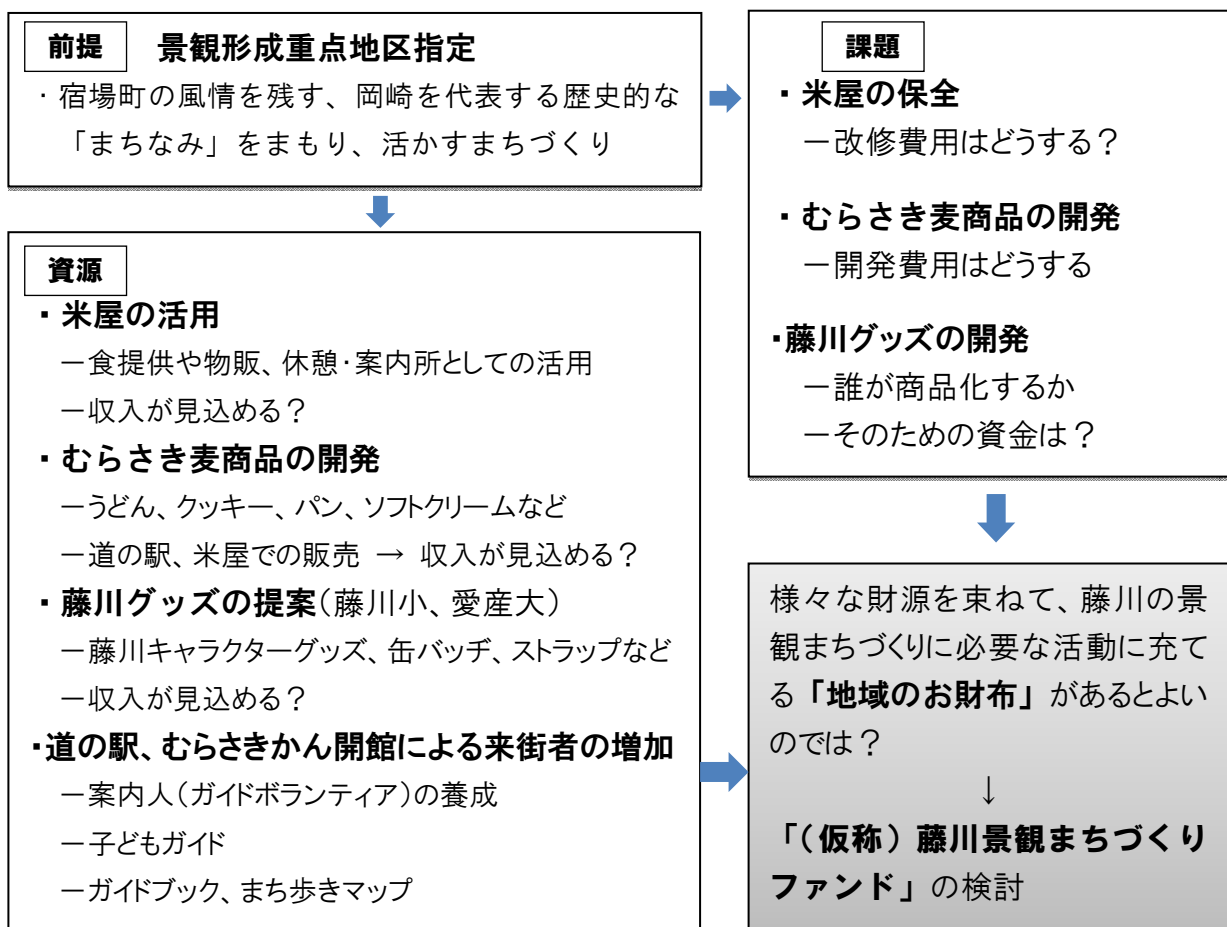 前提 景観形成重点地区指定
・宿場町の風情を残す、岡崎を代表する歴史的な
「まちなみ」をまもり、活かすまちづくり
資源
・米屋の活用
－食提供や物販、休憩・案内所としての活用
－収入が見込める？
・むらさき麦商品の開発
－うどん、クッキー、パン、ソフトクリームなど
－道の駅、米屋での販売 → 収入が見込める？
・藤川グッズの提案（藤川小、愛産大）
－藤川キャラクターグッズ、缶バッヂ、ストラップなど
－収入が見込める？
・道の駅、むらさきかん開館による来街者の増加
－案内人（ガイドボランティア）の養成
－子どもガイド
－ガイドブック、まち歩きマップ
課題
・米屋の保全
－改修費用はどうする？
・むらさき麦商品の開発
－開発費用はどうする
・藤川グッズの開発
－誰が商品化するか
－そのための資金は？
様々な財源を束ねて、藤川の景
観まちづくりに必要な活動に充て
る「地域のお財布」があるとよい
のでは？
↓
「（仮称）藤川景観まちづくり
ファンド」の検討